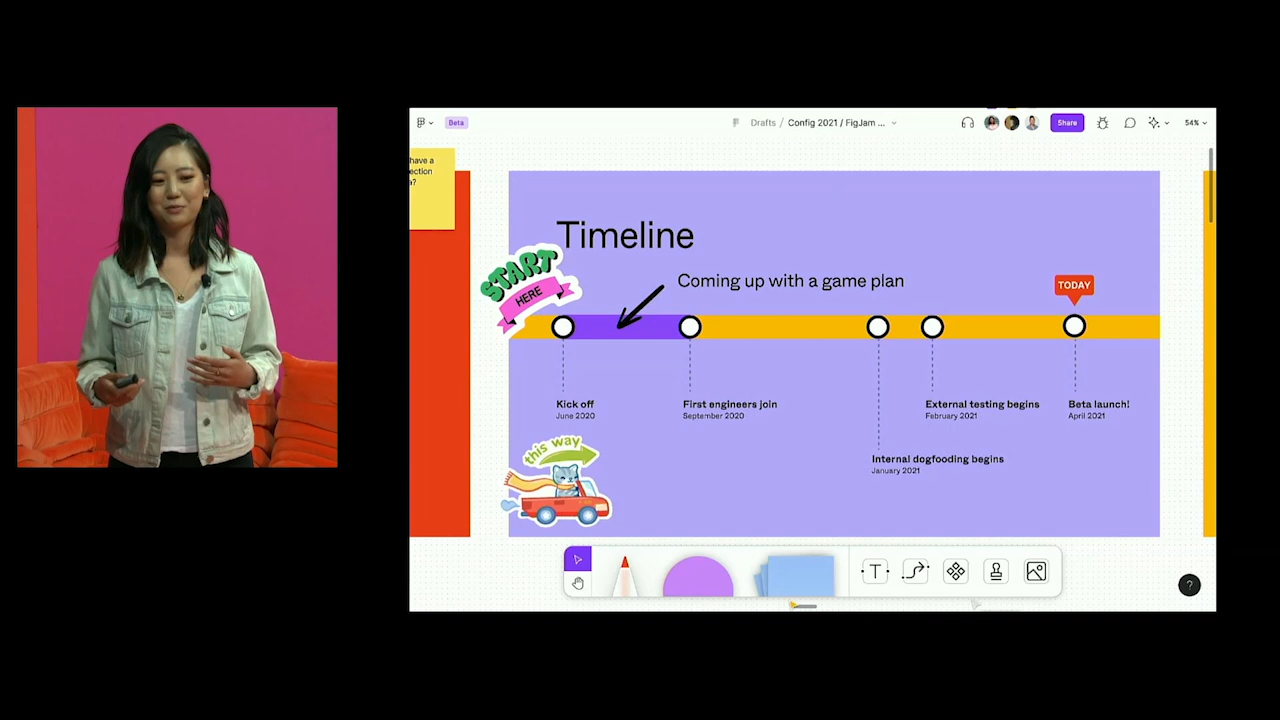 Beta
Drafts / Config 2021 / FigJam ...
Share
54%
have a
ection
a?
Timeline
START
HERE
Coming up with a game plan
TODAY
Kick off
June 2020
First engineers join
September 2020
External testing begins
February 2021
Beta launch!
April 2021
Internal dogfooding begins
January 2021
this way
T
?